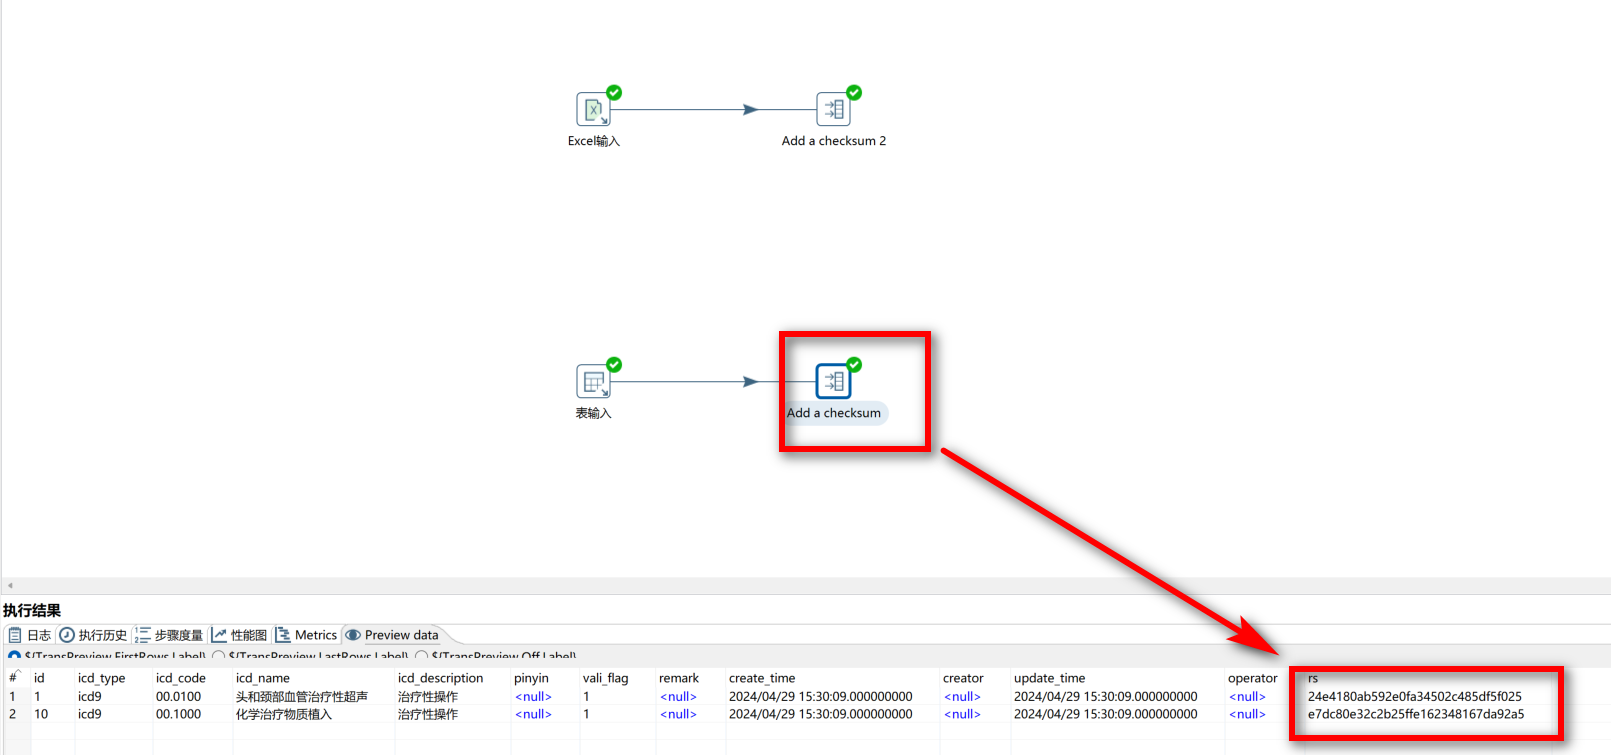 Excel输入
Add a checksum 2
表输入
Add a checksum
执行结果
日志 执行历史 步骤度量 性能图 Metrics Preview data
${TransPreview.FirstRows.Label} ${TransPreview.LastRows.Label} ${TransPreview.Off.Label}
# id icd_type icd_code icd_name icd_description pinyin vali_flag remark create_time creator update_time operator rs
1 1 icd9 00.0100 头和颈部血管治疗性超声 治疗性操作 <null> 1 <null> 2024/04/29 15:30:09.000000000 <null> 2024/04/29 15:30:09.000000000 <null> 24e4180ab592e0fa34502c485df5f025
2 10 icd9 00.1000 化学治疗物质植入 治疗性操作 <null> 1 <null> 2024/04/29 15:30:09.000000000 <null> 2024/04/29 15:30:09.000000000 <null> e7dc80e32c2b25ffe162348167da92a5